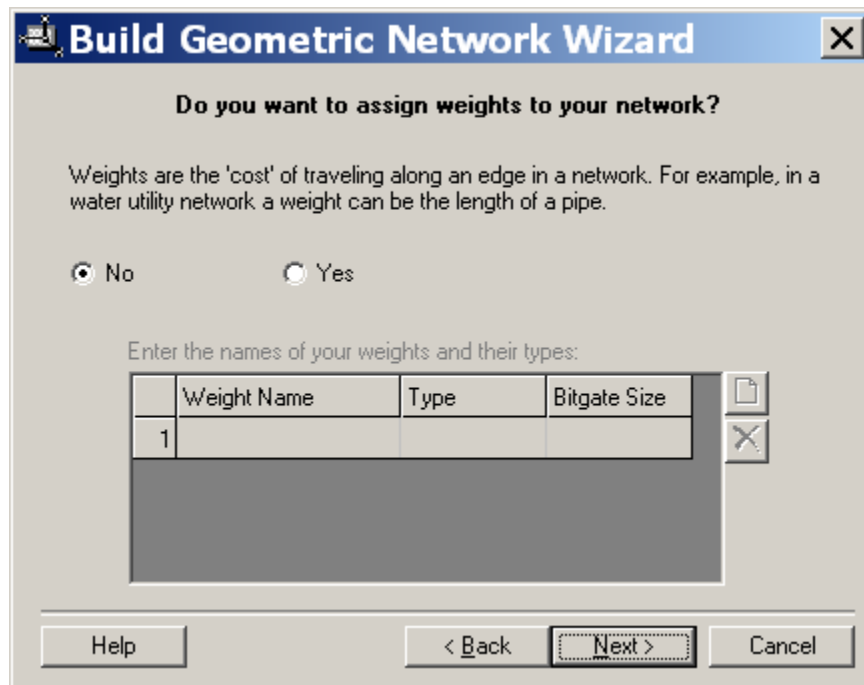 Build Geometric Network Wizard
Do you want to assign weights to your network?
Weights are the 'cost' of traveling along an edge in a network. For example, in a
water utility network a weight can be the length of a pipe.
No Yes
Enter the names of your weights and their types:
Weight Name Type Bitgate Size
1
Help < Back Next > Cancel